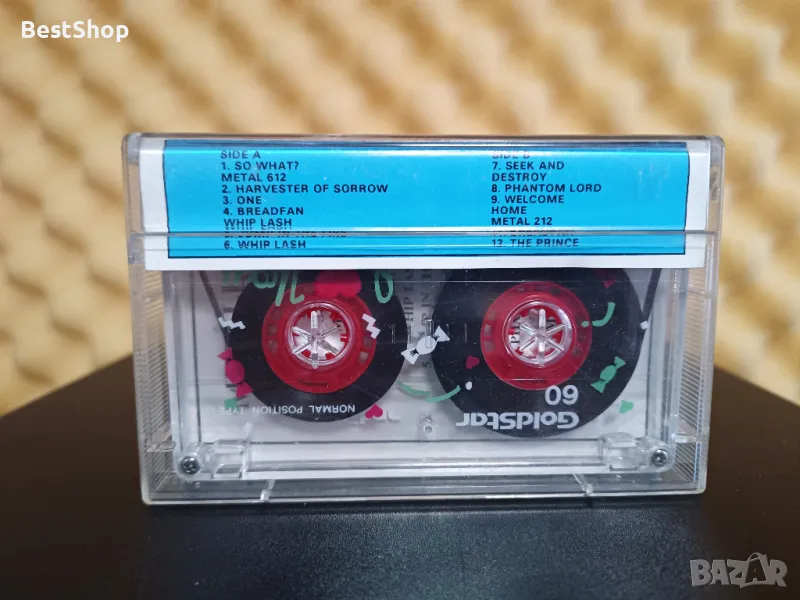 BestShop
SIDE A
1. SO WHAT?
METAL 612
2. HARVESTER OF SORROW
3. ONE
4. BREADFAN
WHIP LASH
6. WHIP LASH
SIDE B
7. SEEK AND
DESTROY
8. PHANTOM LORD
9. WELCOME
HOME
METAL 212
12. THE PRINCE
NORMAL POSITION TYPE
60
GoldStar
BAZAR